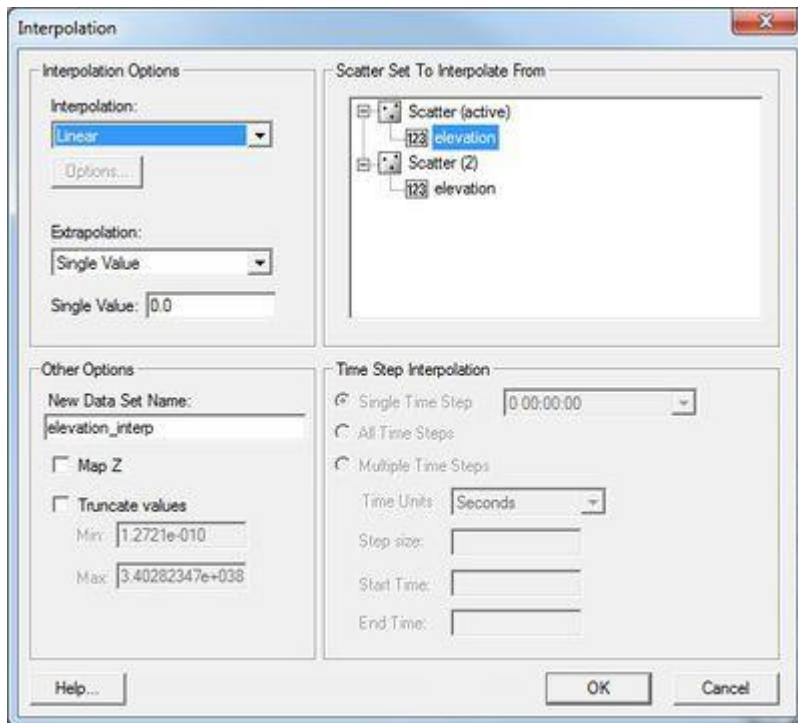 Interpolation
Interpolation Options
Interpolation:
Linear
Options...
Extrapolation:
Single Value
Single Value: 0.0
Scatter Set To Interpolate From
Scatter (active)
123 elevation
Scatter (2)
123 elevation
Other Options
New Data Set Name:
elevation_interp
Map Z
Truncate values
Min: 1.2721e-010
Max: 3.40282347e+038
Time Step Interpolation
Single Time Step 0 00:00:00
All Time Steps
Multiple Time Steps
Time Units Seconds
Step size:
Start Time:
End Time:
Help...
OK
Cancel